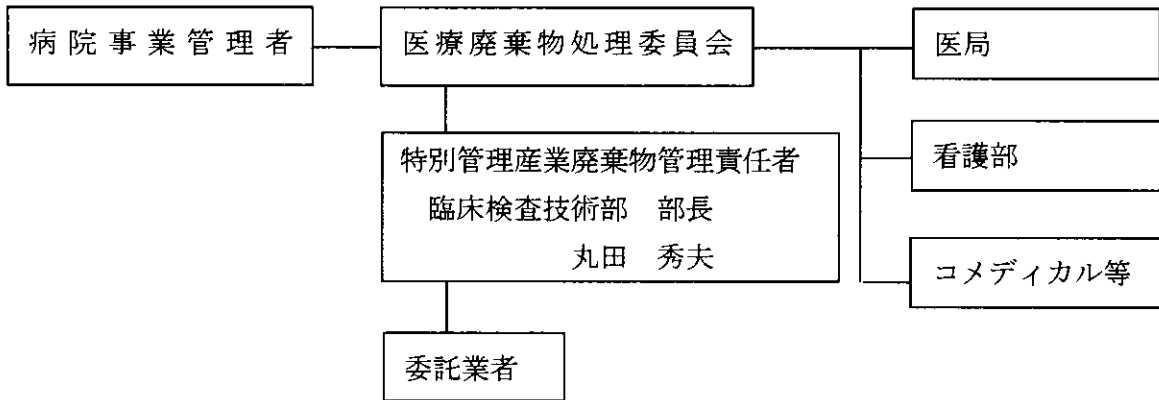 病院事業管理者
医療廃棄物処理委員会
医局
特別管理産業廃棄物管理責任者
臨床検査技術部　部長
丸田　秀夫
看護部
コメディカル等
委託業者